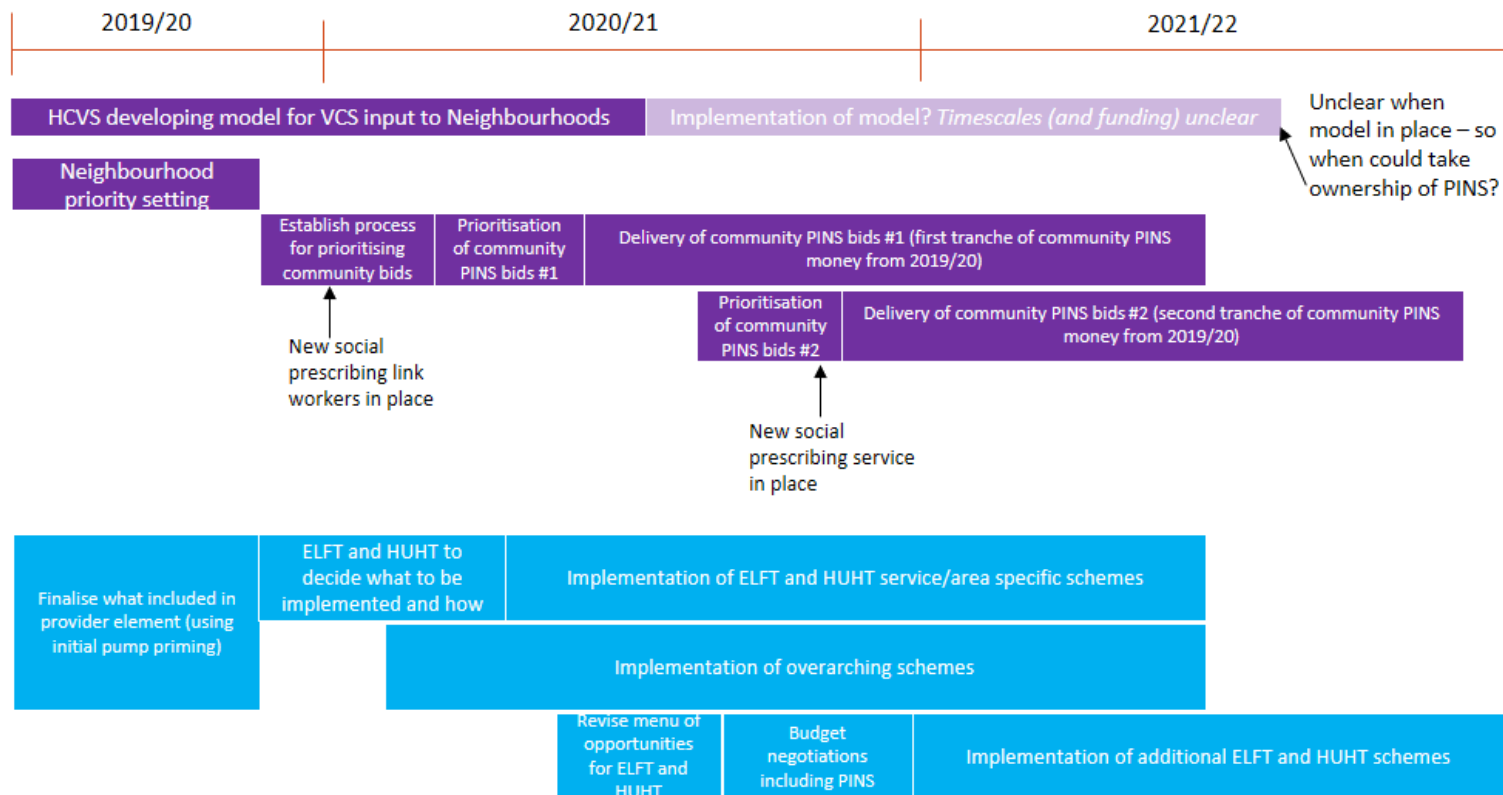 2019/20
2020/21
2021/22
HCVS developing model for VCS input to Neighbourhoods
Implementation of model? Timescales (and funding) unclear
Unclear when
model in place – so
when could take
ownership of PINS?
Neighbourhood
priority setting
Establish process
for prioritising
community bids
Prioritisation
of community
PINS bids #1
Delivery of community PINS bids #1 (first tranche of community PINS
money from 2019/20)
Prioritisation
of community
PINS bids #2
Delivery of community PINS bids #2 (second tranche of community PINS
money from 2019/20)
New social
prescribing link
workers in place
New social
prescribing service
in place
Finalise what included in
provider element (using
initial pump priming)
ELFT and HUHT to
decide what to be
implemented and how
Implementation of ELFT and HUHT service/area specific schemes
Implementation of overarching schemes
Revise menu of
opportunities
for ELFT and
HUHT
Budget
negotiations
including PINS
Implementation of additional ELFT and HUHT schemes